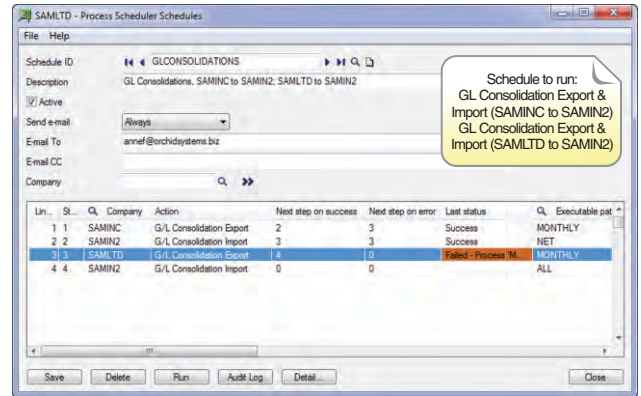 SAMLTD - Process Scheduler Schedules
File Help
Schedule ID GLCONSOLIDATIONS
Description GL Consolidations, SAMINC to SAMIN2; SAMLTD to SAMIN2
Active
Send e-mail Always
E-mail To annef@orchidsystems.biz
E-mail CC
Company
Schedule to run:
GL Consolidation Export &
Import (SAMINC to SAMIN2)
GL Consolidation Export &
Import (SAMLTD to SAMIN2)
Lin... St... Company Action Next step on success Next step on error Last status Executable pat
1 1 SAMINC G/L Consolidation Export 2 3 Success MONTHLY
2 2 SAMIN2 G/L Consolidation Import 3 3 Success NET
3 3 SAMLTD G/L Consolidation Export 4 0 Failed - Process 'M... MONTHLY
4 4 SAMIN2 G/L Consolidation Import 0 0 ALL
Save Delete Run Audit Log Detail... Close